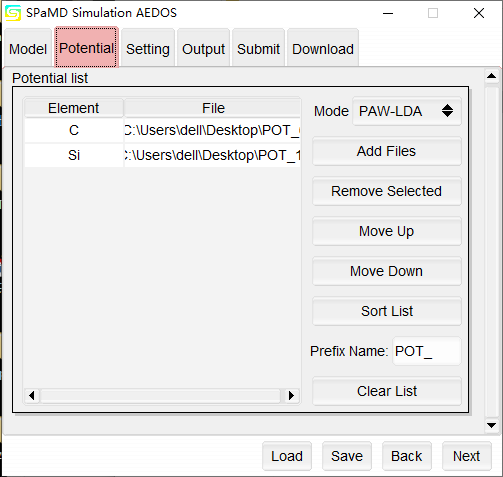 SPaMD Simulation AEDOS
Model Potential Setting Output Submit Download
Potential list
Element File
C C:\Users\dell\Desktop\POT_
Si C:\Users\dell\Desktop\POT_1
Mode PAW-LDA
Add Files
Remove Selected
Move Up
Move Down
Sort List
Prefix Name: POT_
Clear List
Load Save Back Next